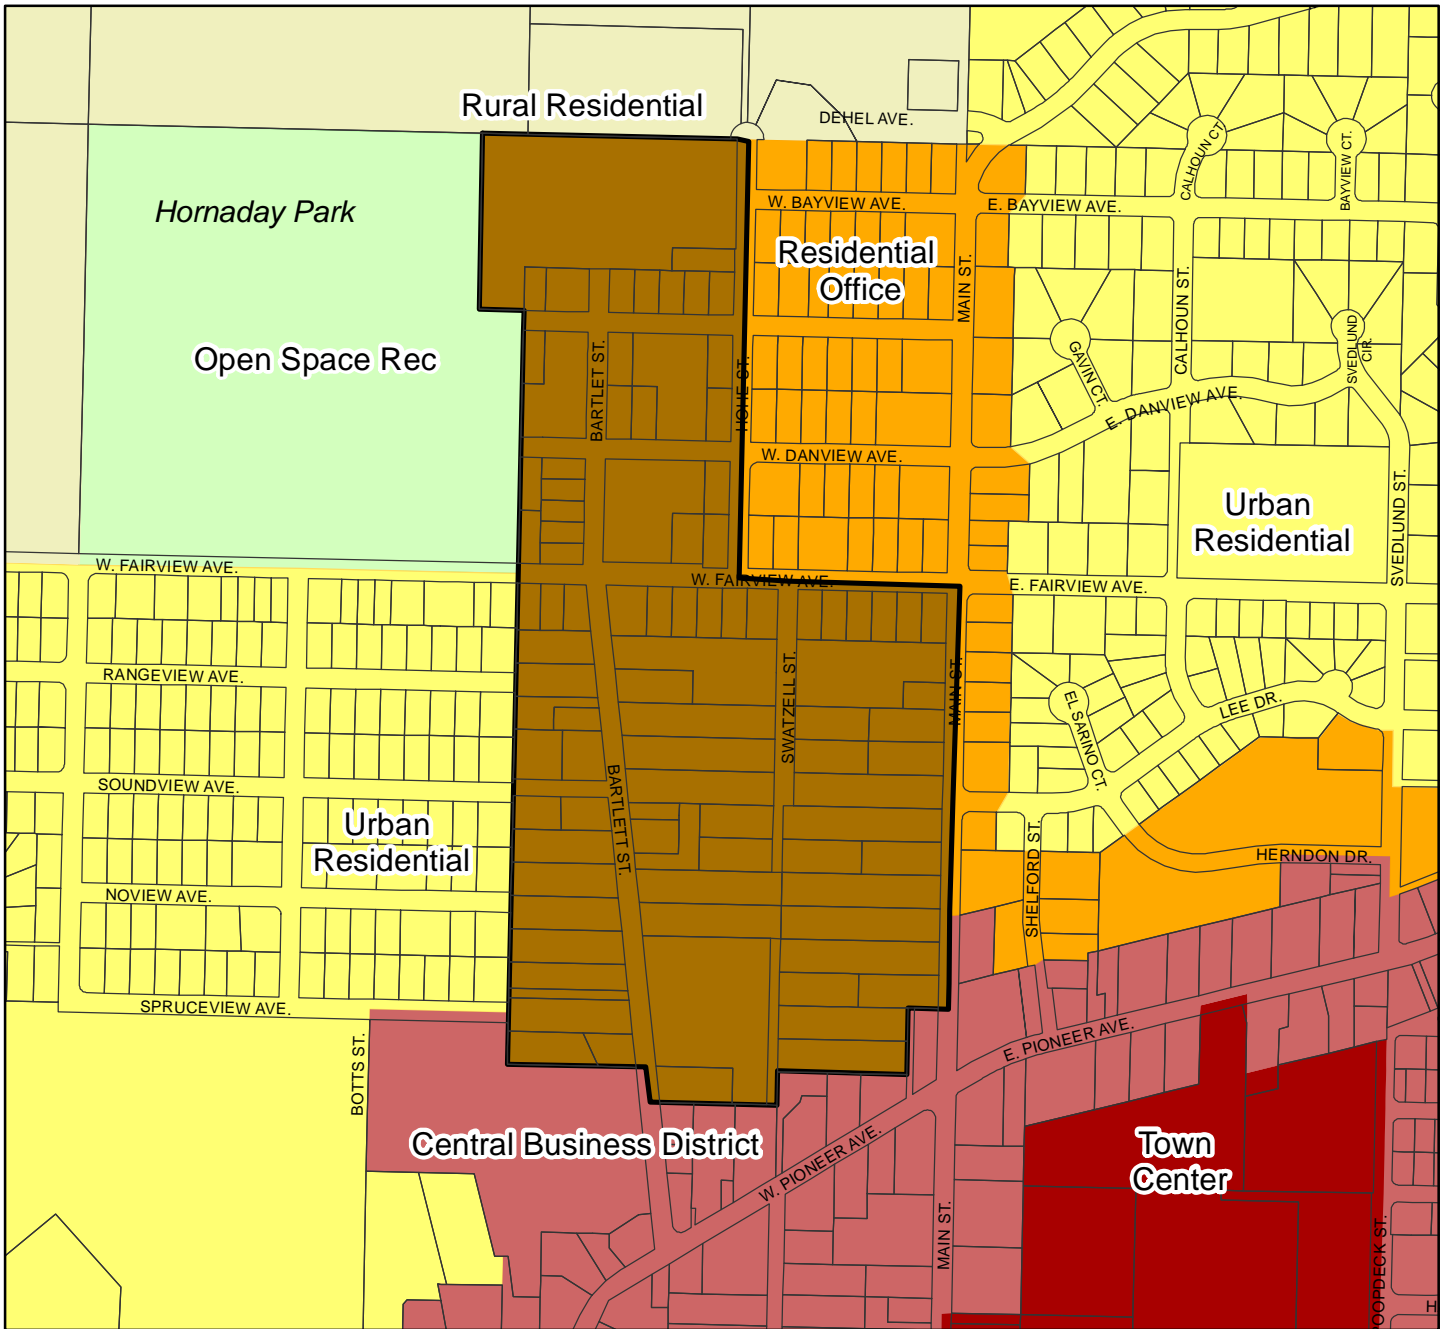 Rural Residential
DEHEL AVE.
CALHOUN CT
BAYVIEW CT.
Hornaday Park
W. BAYVIEW AVE.
E. BAYVIEW AVE.
Residential
Office
MAIN ST.
CALHOUN ST.
SVEDLUND
CIR.
Open Space Rec
BARTLET ST.
HOHE ST.
GAVIN CT.
E. DANVIEW AVE.
W. DANVIEW AVE.
Urban
Residential
SVEDLUND ST.
W. FAIRVIEW AVE.
W. FAIRVIEW AVE.
E. FAIRVIEW AVE.
RANGEVIEW AVE.
SWATZELL ST.
MAIN ST.
EL SARINO CT.
LEE DR.
SOUNDVIEW AVE.
BARTLETT ST.
Urban
Residential
SHELFORD ST.
HERNDON DR.
NOVIEW AVE.
SPRUCEVIEW AVE.
BOTTS ST.
E. PIONEER AVE.
Central Business District
W. PIONEER AVE.
Town
Center
MAIN ST.
OOPDECK ST.
H